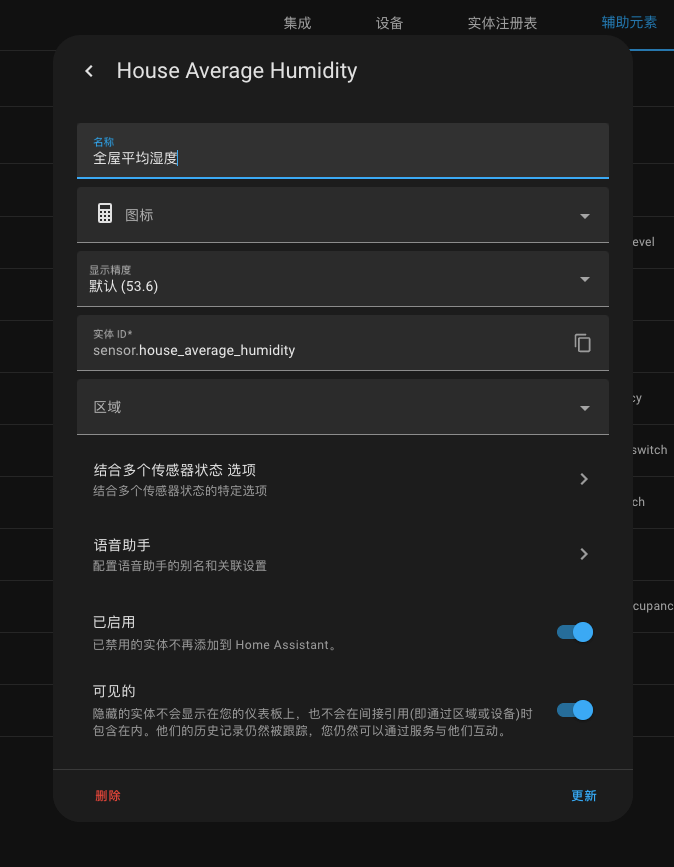 集成 设备 实体注册表 辅助元素
House Average Humidity
名称
全屋平均湿度
图标
evel
显示精度
默认 (53.6)
实体 ID*
sensor.house_average_humidity
区域
cy
switch
结合多个传感器状态 选项
结合多个传感器状态的特定选项
ch
语音助手
配置语音助手的别名和关联设置
cupanc
已启用
已禁用的实体不再添加到 Home Assistant。
可见的
隐藏的实体不会显示在您的仪表板上，也不会在间接引用(即通过区域或设备)时
包含在内。他们的历史记录仍然被跟踪，您仍然可以通过服务与他们互动。
删除 更新